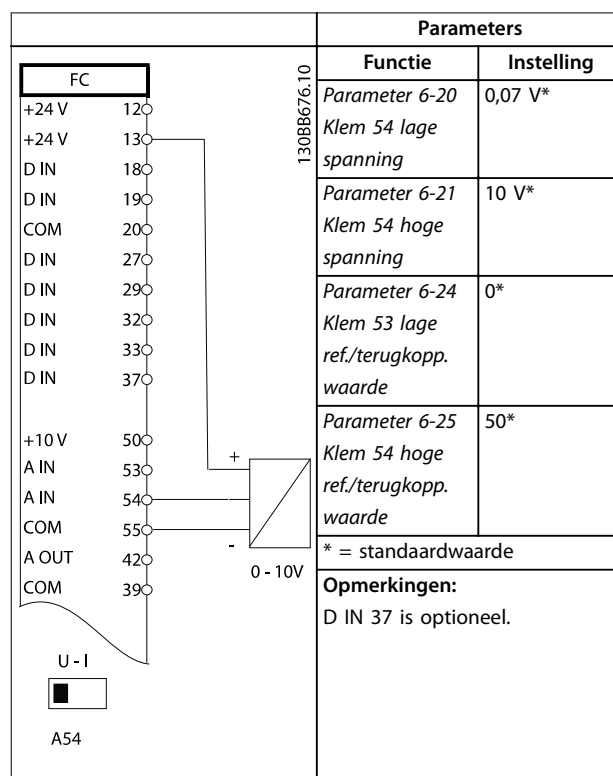 Parameters
Functie Instelling
Parameter 6-20 0,07 V*
Klem 54 lage
spanning
Parameter 6-21 10 V*
Klem 54 hoge
spanning
Parameter 6-24 0*
Klem 53 lage
ref./terugkopp.
waarde
Parameter 6-25 50*
Klem 54 hoge
ref./terugkopp.
waarde
* = standaardwaarde
Opmerkingen:
D IN 37 is optioneel.
130BB676.10
FC
+24 V 12
+24 V 13
D IN 18
D IN 19
COM 20
D IN 27
D IN 29
D IN 32
D IN 33
D IN 37
+10 V 50
A IN 53
A IN 54
COM 55
A OUT 42
COM 39
+
-
0 - 10V
U - I
A54